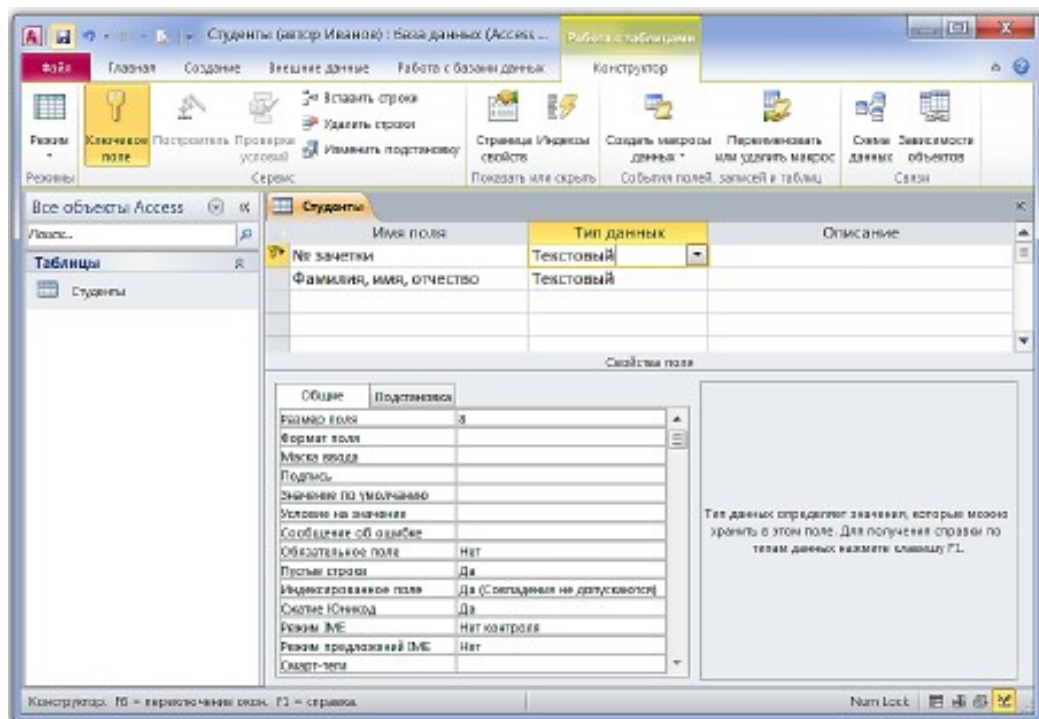 Студенты (автор Иванов) : база данных (Access ...
Работа с таблицами
Файл Главная Создание Внешние данные Работа с базами данных Конструктор
Режим
Ключевое поле
Построитель
Проверка условий
Вставить строки
Удалить строки
Изменить подстановку
Страница свойств
Индексы
Создать макросы данных
Переименовать или удалить макрос
Схема данных
Зависимости объектов
Режимы Сервис Показать или скрыть События полей, записей и таблиц Связи
Все объекты Access
Поиск...
Таблицы
Студенты
Студенты
Имя поля Тип данных Описание
№ зачетки Текстовый
Фамилия, имя, отчество Текстовый
Свойства поля
Общие Подстановка
Размер поля 8
Формат поля
Маска ввода
Подпись
Значение по умолчанию
Условие на значение
Сообщение об ошибке
Обязательное поле Нет
Пустые строки Да
Индексированное поле Да (Совпадения не допускаются)
Сжатие Юникод Да
Режим IME Нет контроля
Режим предложений IME Нет
Смарт-теги
Тип данных определяет значения, которые можно
хранить в этом поле. Для получения справки по
типам данных нажмите клавишу F1.
Конструктор. F6 = переключение окон. F1 = справка. Num Lock